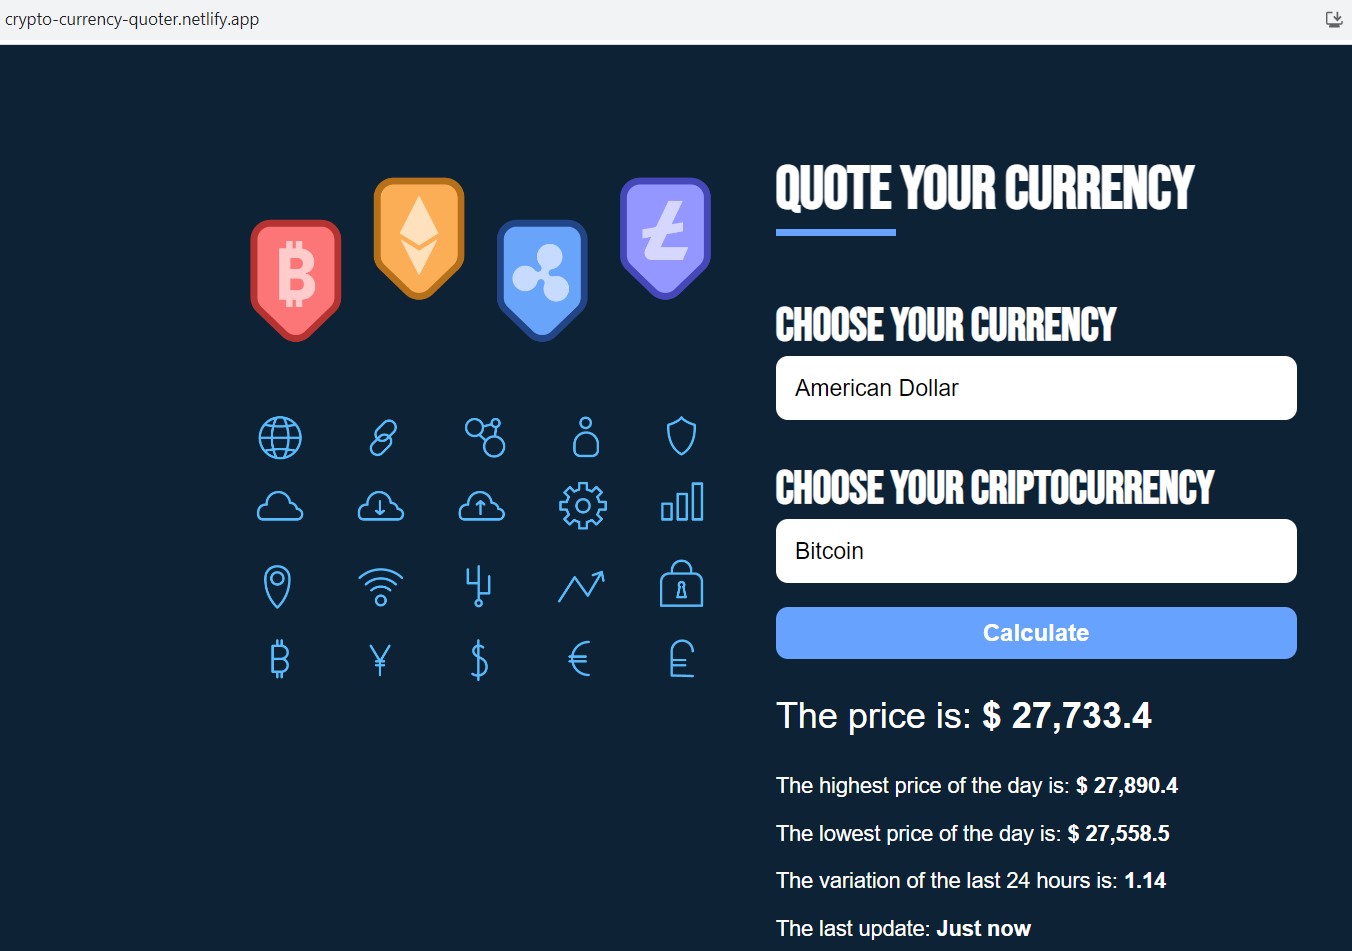 crypto-currency-quoter.netlify.app
QUOTE YOUR CURRENCY
CHOOSE YOUR CURRENCY
American Dollar
CHOOSE YOUR CRIPTOCURRENCY
Bitcoin
Calculate
The price is: $ 27,733.4
The highest price of the day is: $ 27,890.4
The lowest price of the day is: $ 27,558.5
The variation of the last 24 hours is: 1.14
The last update: Just now